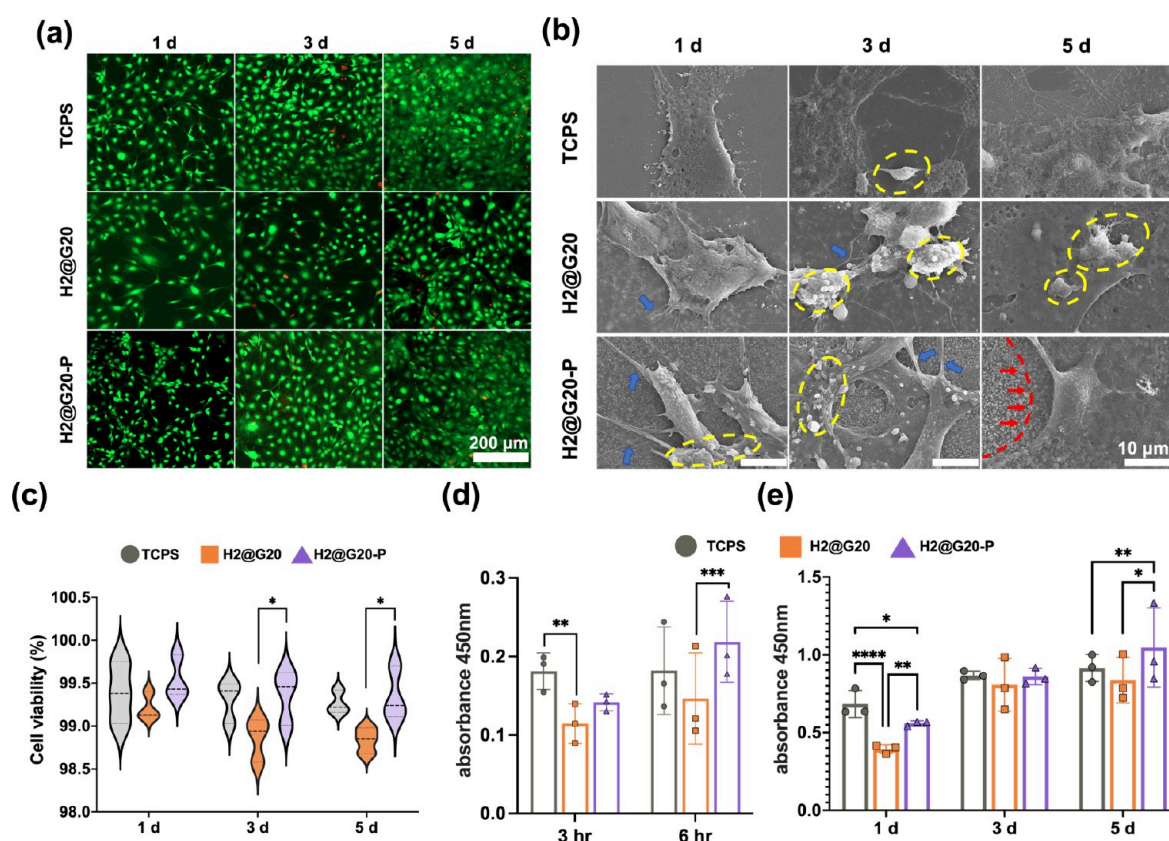 (a)
1 d 3 d 5 d
TCPS
H2@G20
H2@G20-P
200 μm
(b)
1 d 3 d 5 d
TCPS
H2@G20
H2@G20-P
10 μm
(c)
TCPS H2@G20 H2@G20-P
Cell viability (%)
100.5
100.0
99.5
99.0
98.5
98.0
* *
1 d 3 d 5 d
(d) (e)
TCPS H2@G20 H2@G20-P
absorbance 450nm
0.3
0.2
0.1
0.0
** ***
3 hr 6 hr
absorbance 450nm
1.5
1.0
0.5
0.0
*
**** **
**
*
1 d 3 d 5 d